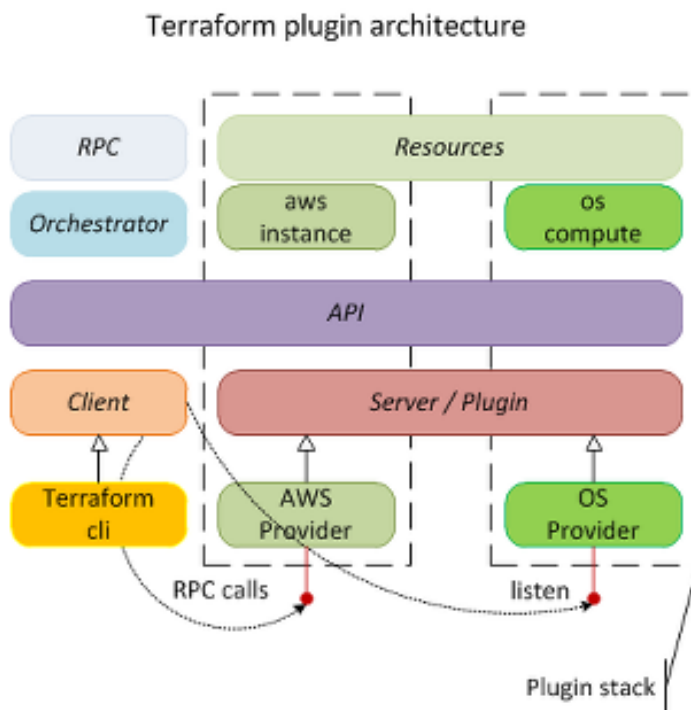 Terraform plugin architecture
RPC
Resources
Orchestrator
aws
instance
os
compute
API
Client
Server / Plugin
Terraform
cli
AWS
Provider
OS
Provider
RPC calls
listen
Plugin stack